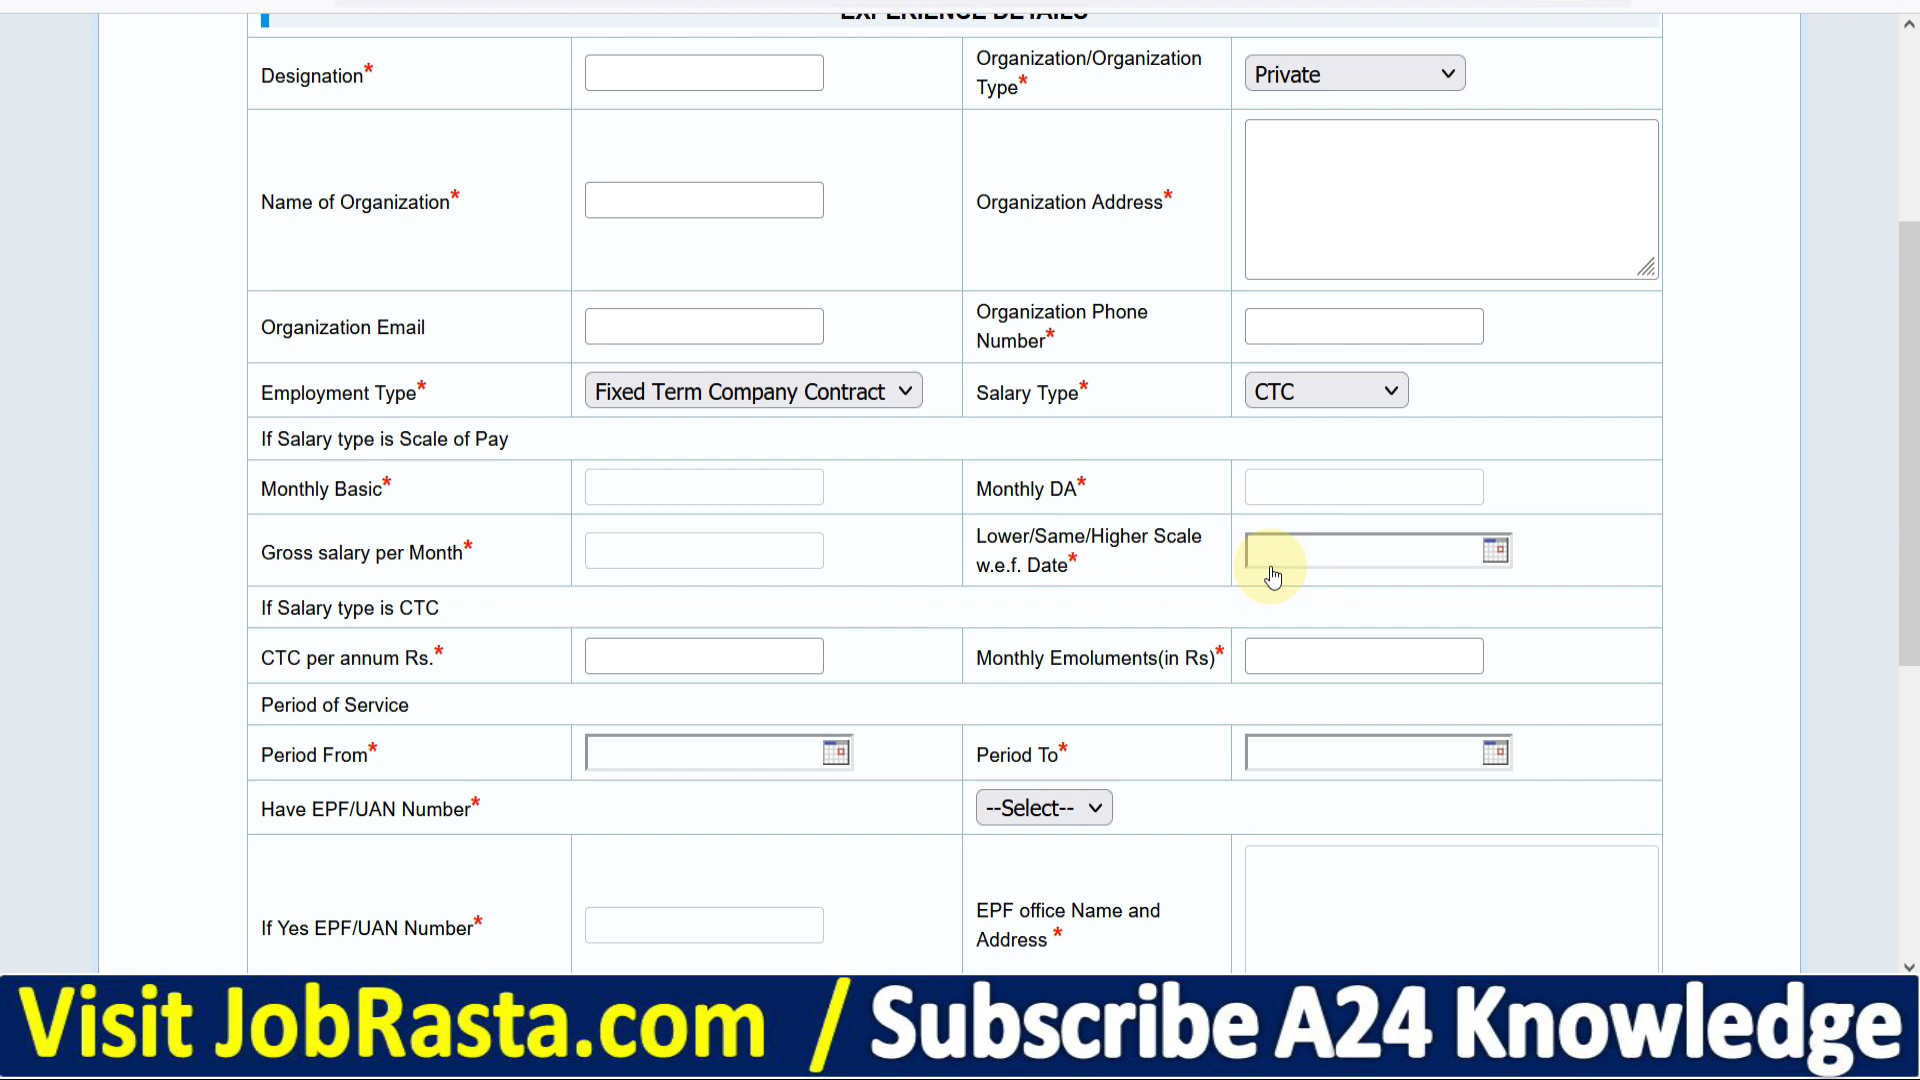 EXPERIENCE DETAILS
Designation*
Organization/Organization
Type*
Private
Name of Organization*
Organization Address*
Organization Email
Organization Phone
Number*
Employment Type*
Fixed Term Company Contract
Salary Type*
CTC
If Salary type is Scale of Pay
Monthly Basic*
Monthly DA*
Gross salary per Month*
Lower/Same/Higher Scale
w.e.f. Date*
If Salary type is CTC
CTC per annum Rs.*
Monthly Emoluments(in Rs)*
Period of Service
Period From*
Period To*
Have EPF/UAN Number*
--Select--
If Yes EPF/UAN Number*
EPF office Name and
Address *
Visit JobRasta.com / Subscribe A24 Knowledge